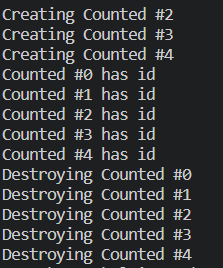 Creating Counted #2
Creating Counted #3
Creating Counted #4
Counted #0 has id
Counted #1 has id
Counted #2 has id
Counted #3 has id
Counted #4 has id
Destroying Counted #0
Destroying Counted #1
Destroying Counted #2
Destroying Counted #3
Destroying Counted #4